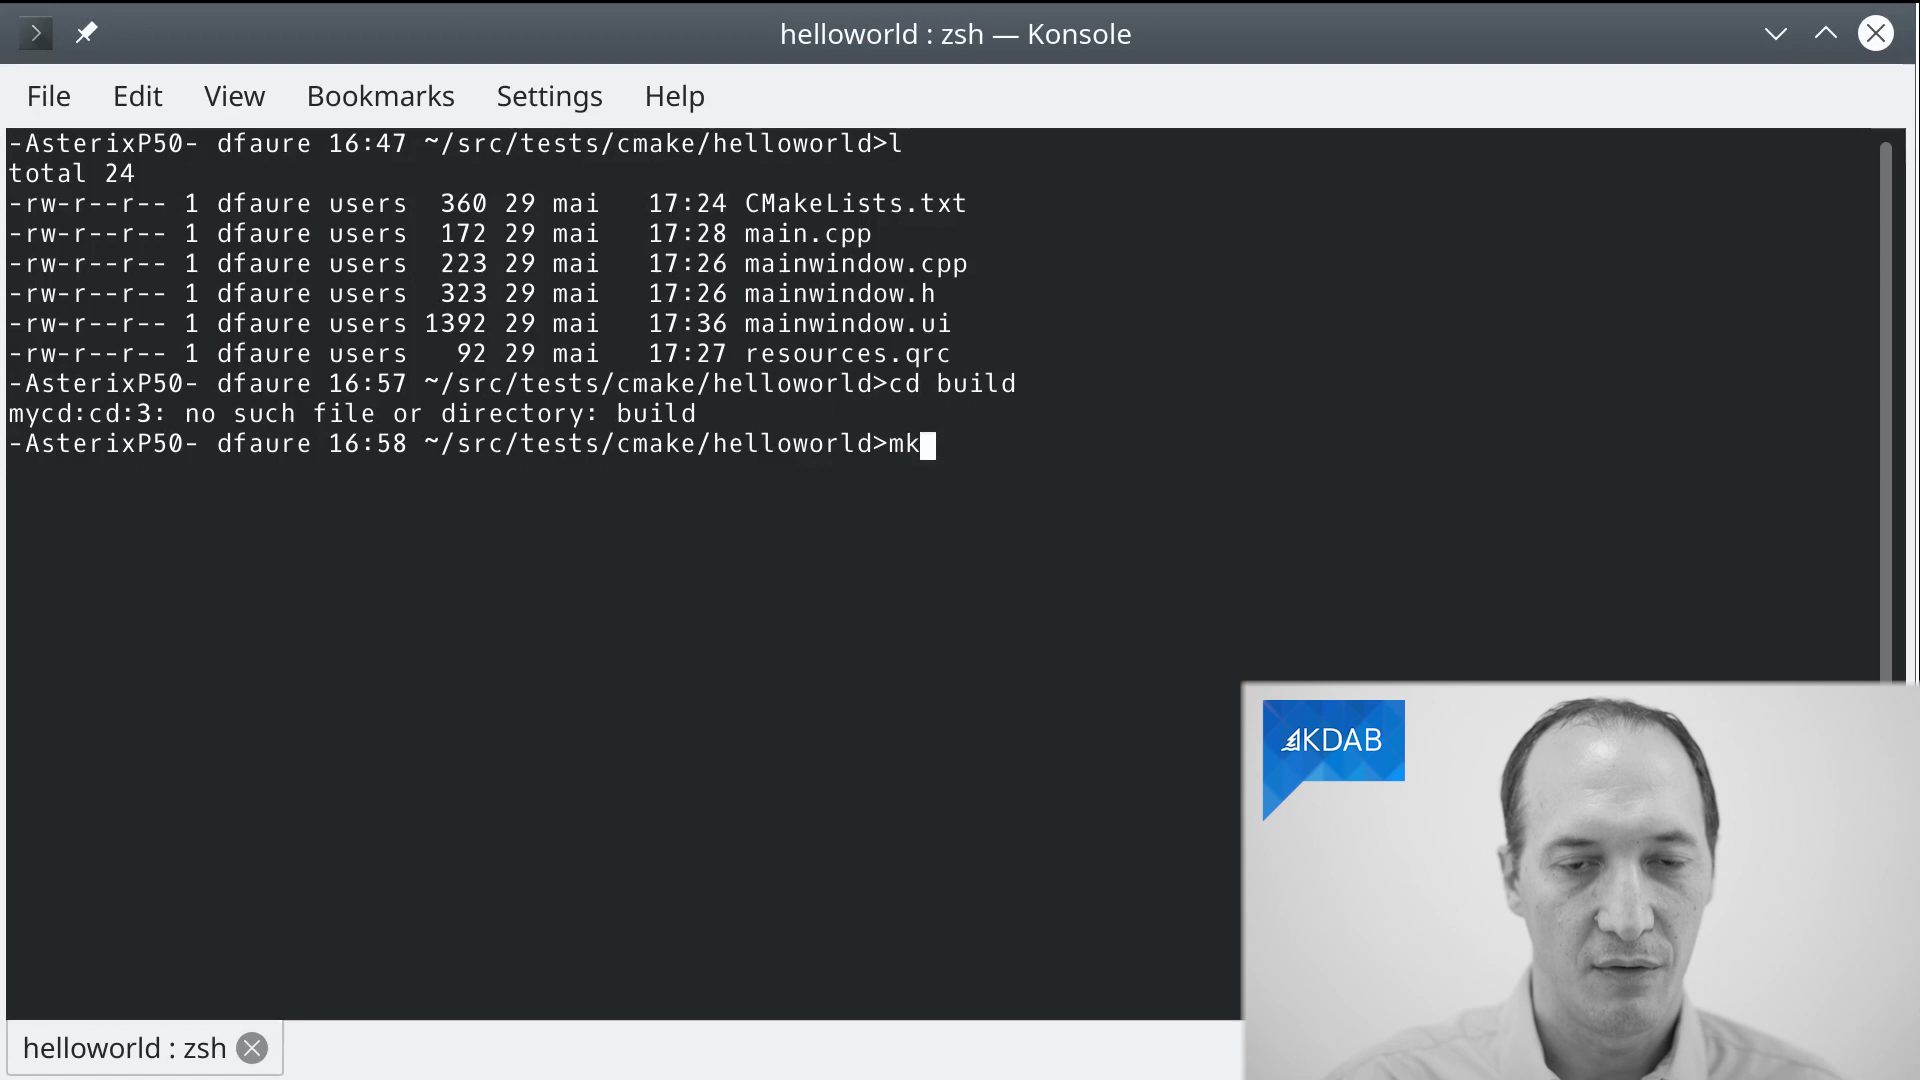 helloworld : zsh — Konsole
File Edit View Bookmarks Settings Help
-AsterixP50- dfaure 16:47 ~/src/tests/cmake/helloworld>l
total 24
-rw-r--r-- 1 dfaure users  360 29 mai   17:24 CMakeLists.txt
-rw-r--r-- 1 dfaure users  172 29 mai   17:28 main.cpp
-rw-r--r-- 1 dfaure users  223 29 mai   17:26 mainwindow.cpp
-rw-r--r-- 1 dfaure users  323 29 mai   17:26 mainwindow.h
-rw-r--r-- 1 dfaure users 1392 29 mai   17:36 mainwindow.ui
-rw-r--r-- 1 dfaure users   92 29 mai   17:27 resources.qrc
-AsterixP50- dfaure 16:57 ~/src/tests/cmake/helloworld>cd build
mycd:cd:3: no such file or directory: build
-AsterixP50- dfaure 16:58 ~/src/tests/cmake/helloworld>mk
KDAB
helloworld : zsh